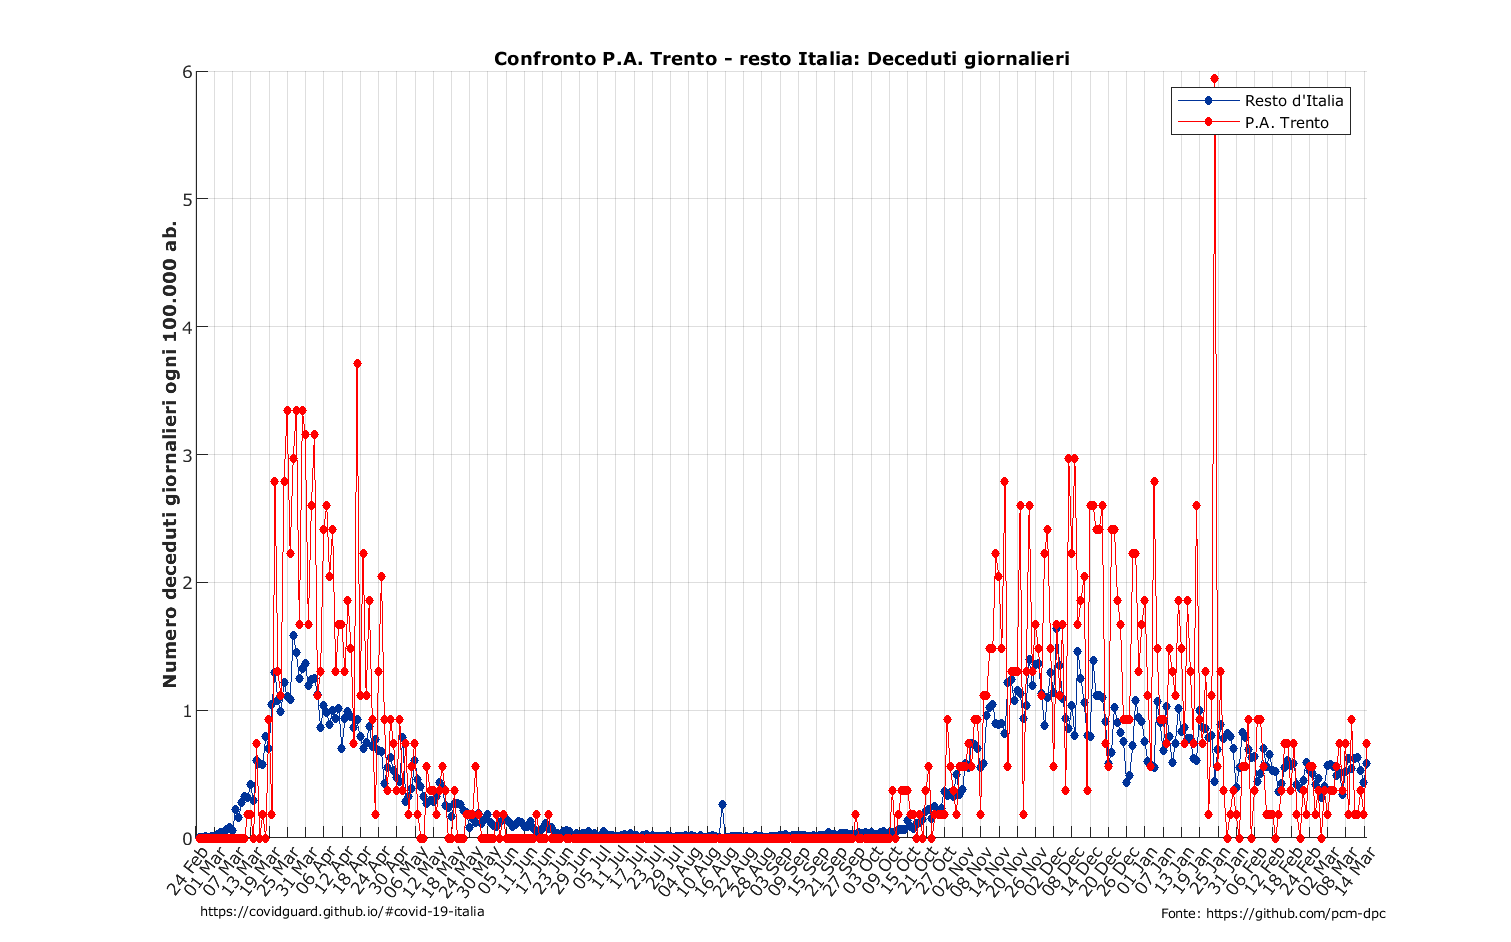 Confronto P.A. Trento - resto Italia: Deceduti giornalieri
Resto d'Italia
P.A. Trento
Numero deceduti giornalieri ogni 100.000 ab.
6
5
4
3
2
1
0
24 Feb
01 Mar
07 Mar
13 Mar
19 Mar
25 Mar
31 Mar
06 Apr
12 Apr
18 Apr
24 Apr
30 Apr
06 May
12 May
18 May
24 May
30 May
05 Jun
11 Jun
17 Jun
23 Jun
29 Jun
05 Jul
11 Jul
17 Jul
23 Jul
29 Jul
04 Aug
10 Aug
16 Aug
22 Aug
28 Aug
03 Sep
09 Sep
15 Sep
21 Sep
27 Sep
03 Oct
09 Oct
15 Oct
21 Oct
27 Oct
02 Nov
08 Nov
14 Nov
20 Nov
26 Nov
02 Dec
08 Dec
14 Dec
20 Dec
26 Dec
01 Jan
07 Jan
13 Jan
19 Jan
25 Jan
31 Jan
06 Feb
12 Feb
18 Feb
24 Feb
02 Mar
08 Mar
14 Mar
https://covidguard.github.io/#covid-19-italia
Fonte: https://github.com/pcm-dpc